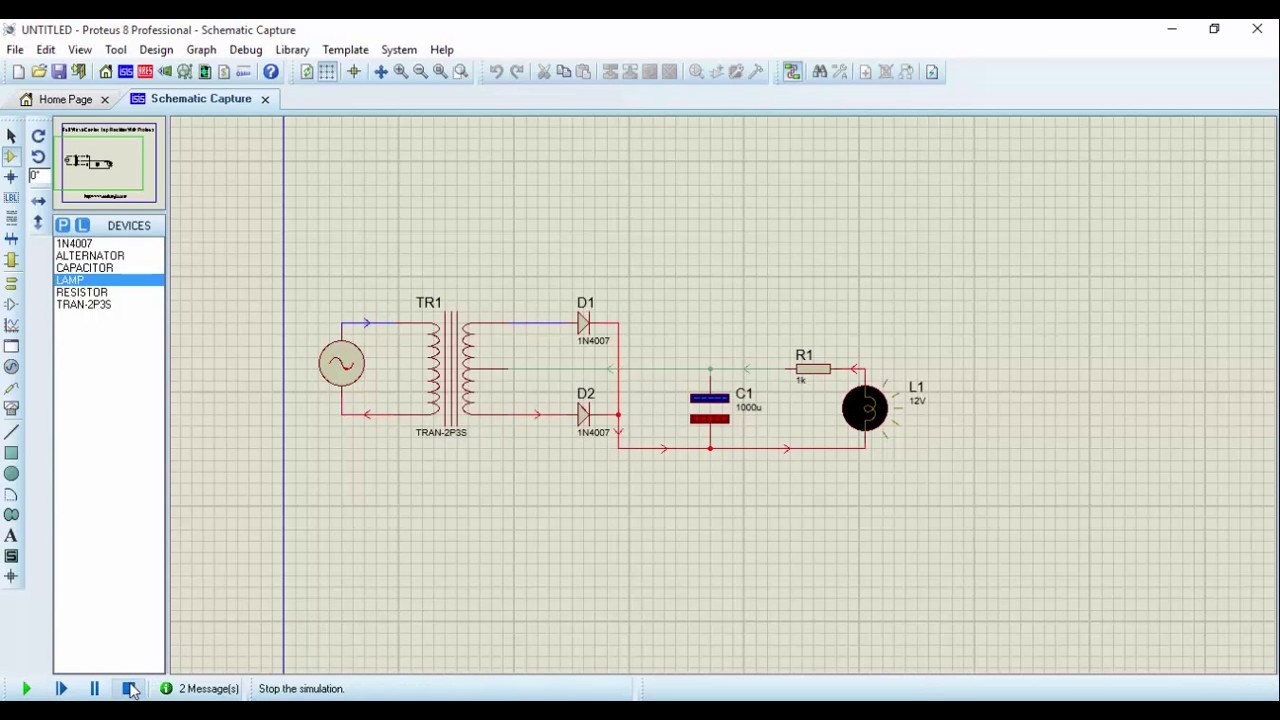 UNTITLED - Proteus 8 Professional - Schematic Capture
File Edit View Tool Design Graph Debug Library Template System Help
Home Page Schematic Capture
0°
P L DEVICES
1N4007
ALTERNATOR
CAPACITOR
LAMP
RESISTOR
TRAN-2P3S
LBL
A
S
TR1
TRAN-2P3S
D1
1N4007
D2
1N4007
C1
1000u
R1
1k
L1
12V
2 Message(s) Stop the simulation.